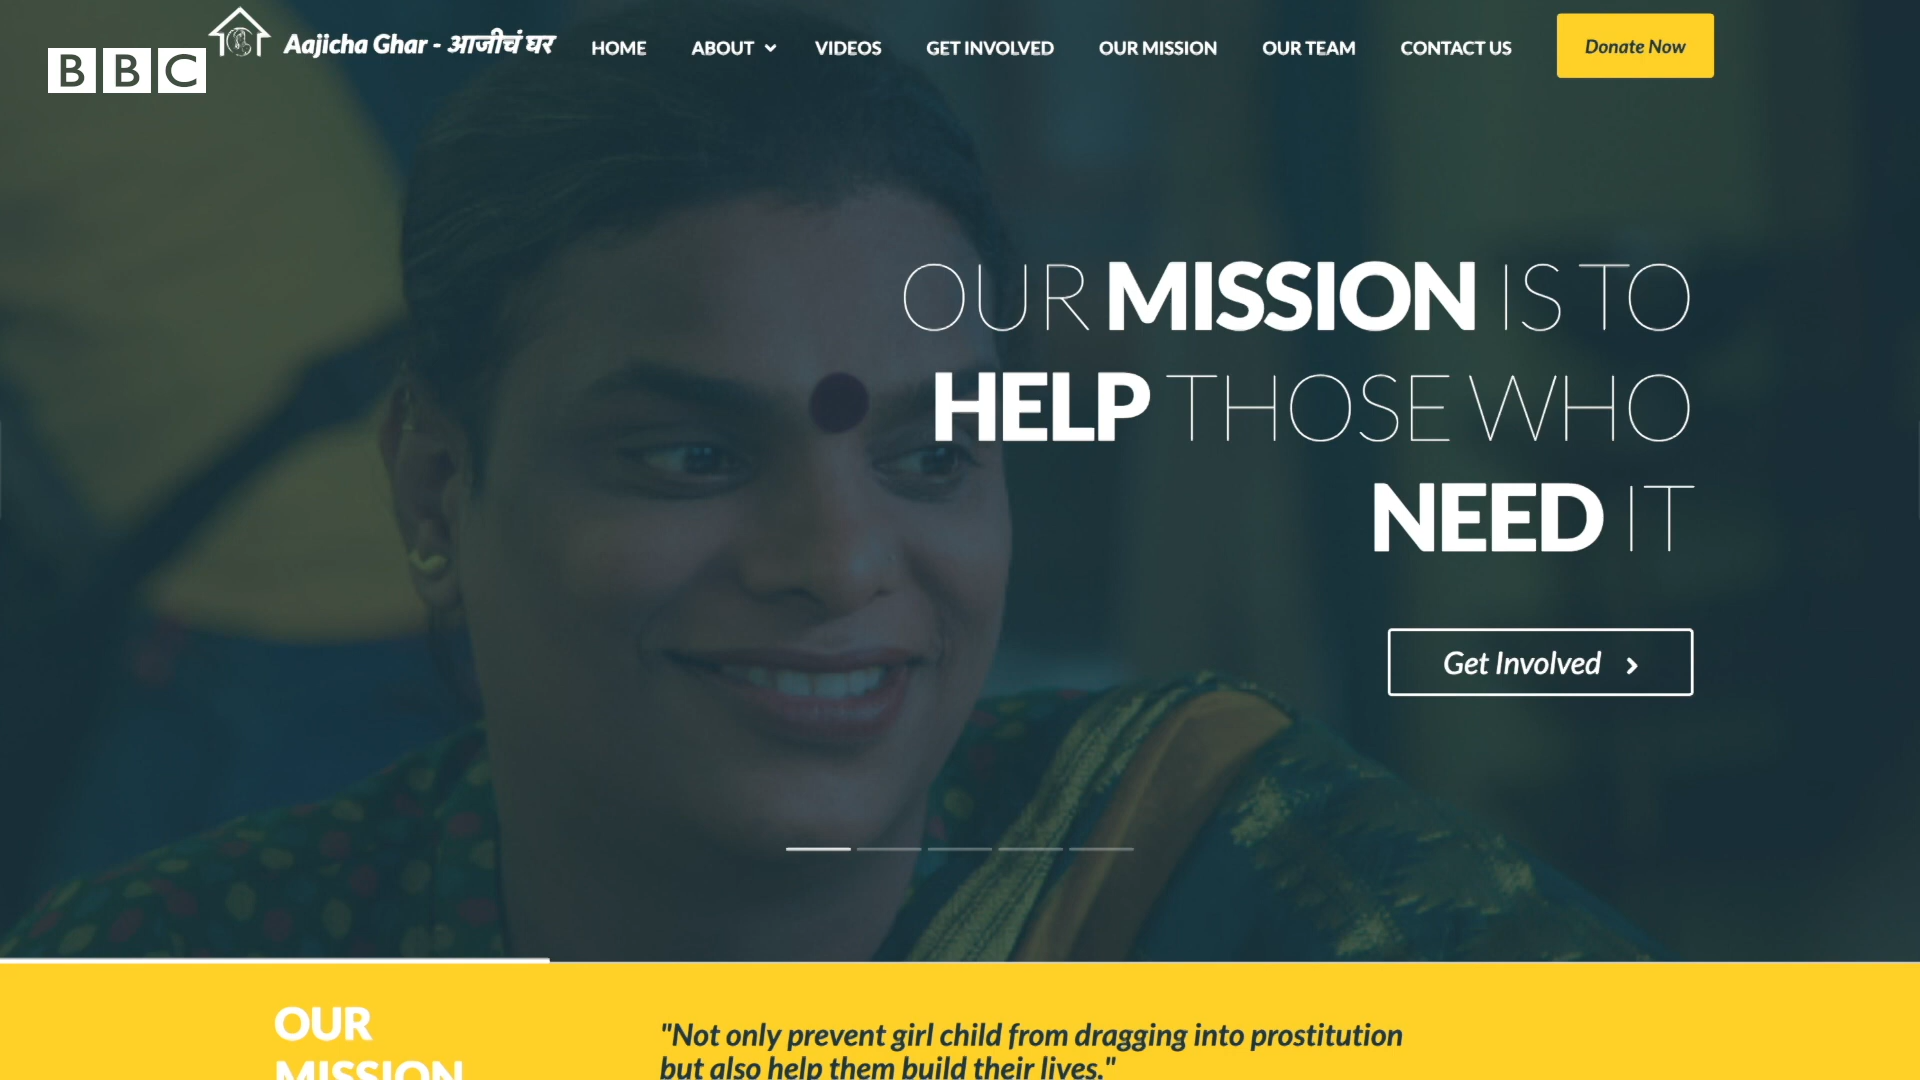 BBC
Aajicha Ghar - आजीचं घर
HOME
ABOUT
VIDEOS
GET INVOLVED
OUR MISSION
OUR TEAM
CONTACT US
Donate Now
OUR MISSION IS TO
HELP THOSE WHO
NEED IT
Get Involved
OUR
MISSION
"Not only prevent girl child from dragging into prostitution
but also help them build their lives."